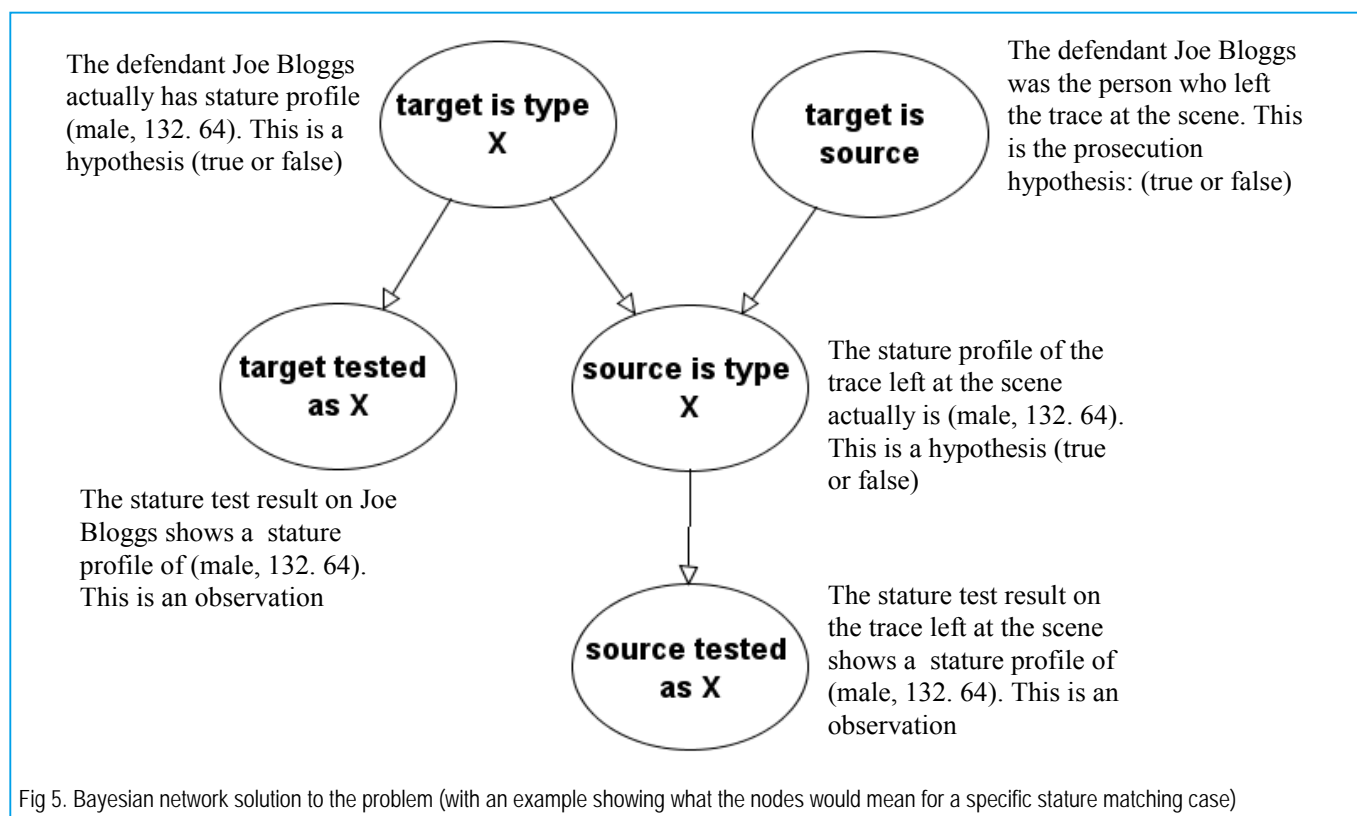 The defendant Joe Bloggs
actually has stature profile
(male, 132. 64). This is a
hypothesis (true or false)
target is type
X
target is
source
The defendant Joe Bloggs
was the person who left
the trace at the scene. This
is the prosecution
hypothesis: (true or false)
target tested
as X
source is type
X
The stature profile of the
trace left at the scene
actually is (male, 132. 64).
This is a hypothesis (true
or false)
The stature test result on Joe
Bloggs shows a  stature
profile of (male, 132. 64).
This is an observation
source tested
as X
The stature test result on
the trace left at the scene
shows a  stature profile of
(male, 132. 64). This is an
observation
Fig 5. Bayesian network solution to the problem (with an example showing what the nodes would mean for a specific stature matching case)